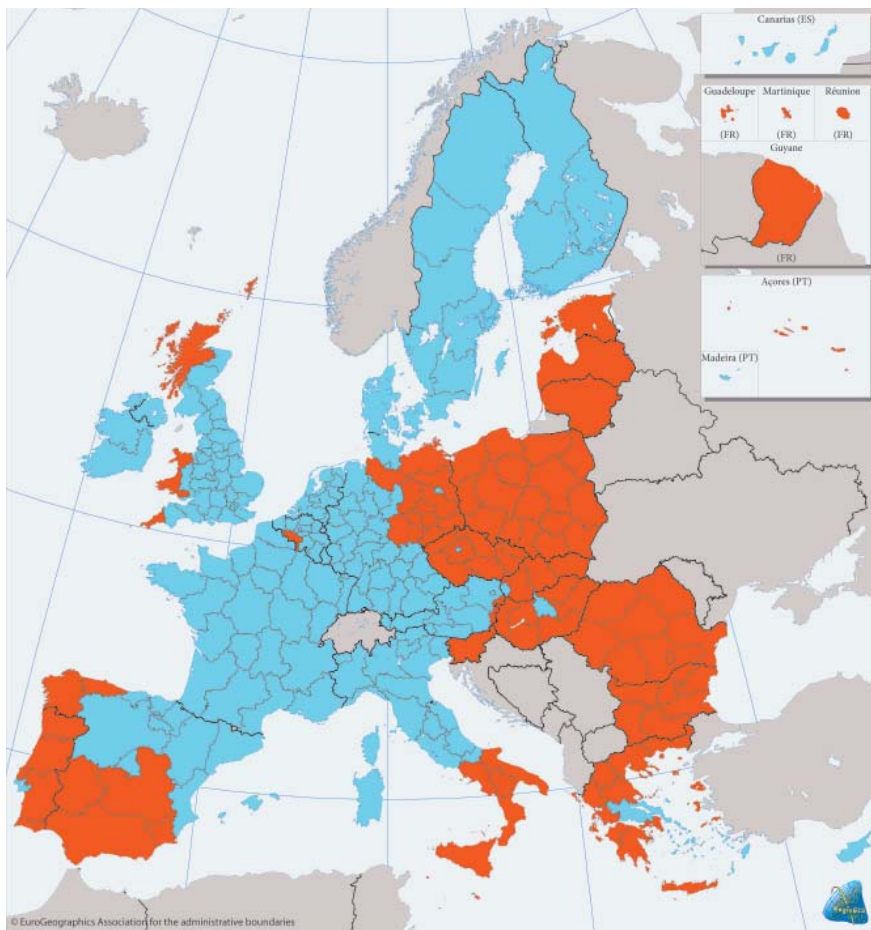 Canarias (ES)
Guadeloupe
Martinique
Réunion
(FR)
(FR)
(FR)
Guyane
(FR)
Açores (PT)
Madeira (PT)
© EuroGeographics Association for the administrative boundaries